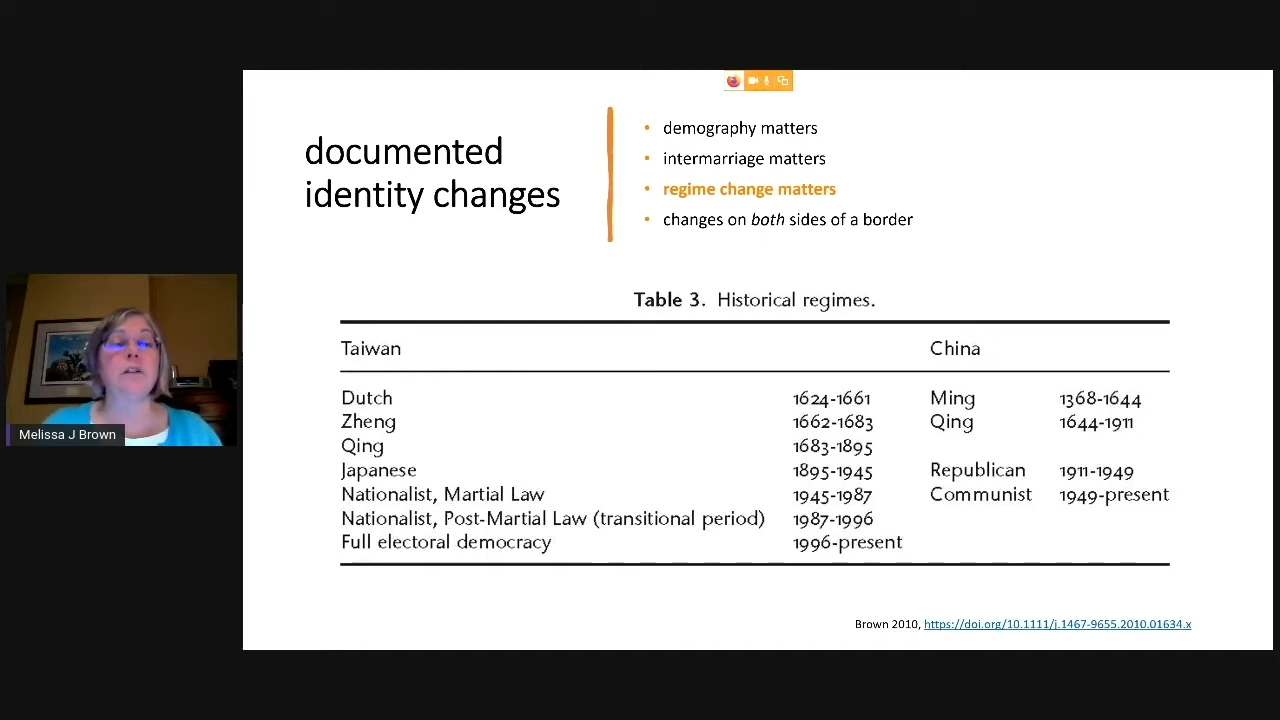 documented
identity changes
• demography matters
• intermarriage matters
• regime change matters
• changes on both sides of a border
Table 3. Historical regimes.
Taiwan China
Dutch 1624-1661 Ming 1368-1644
Zheng 1662-1683 Qing 1644-1911
Qing 1683-1895
Japanese 1895-1945 Republican 1911-1949
Nationalist, Martial Law 1945-1987 Communist 1949-present
Nationalist, Post-Martial Law (transitional period) 1987-1996
Full electoral democracy 1996-present
Brown 2010, https://doi.org/10.1111/j.1467-9655.2010.01634.x
Melissa J Brown